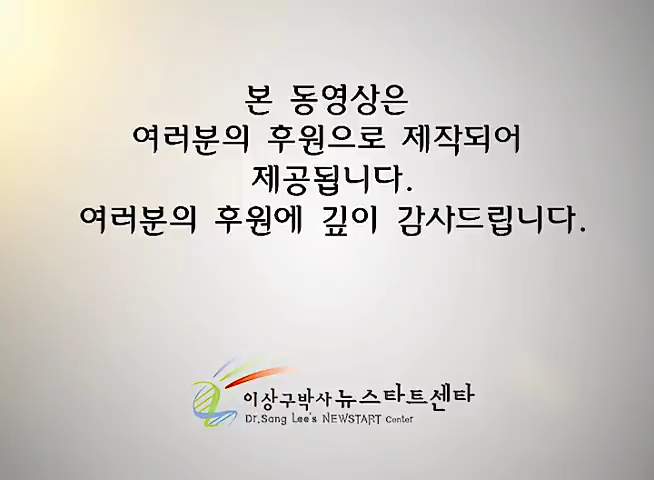 본 동영상은
여러분의 후원으로 제작되어
제공됩니다.
여러분의 후원에 깊이 감사드립니다.
이상구박사 뉴스타트센타
Dr.Sang Lee's NEWSTART Center